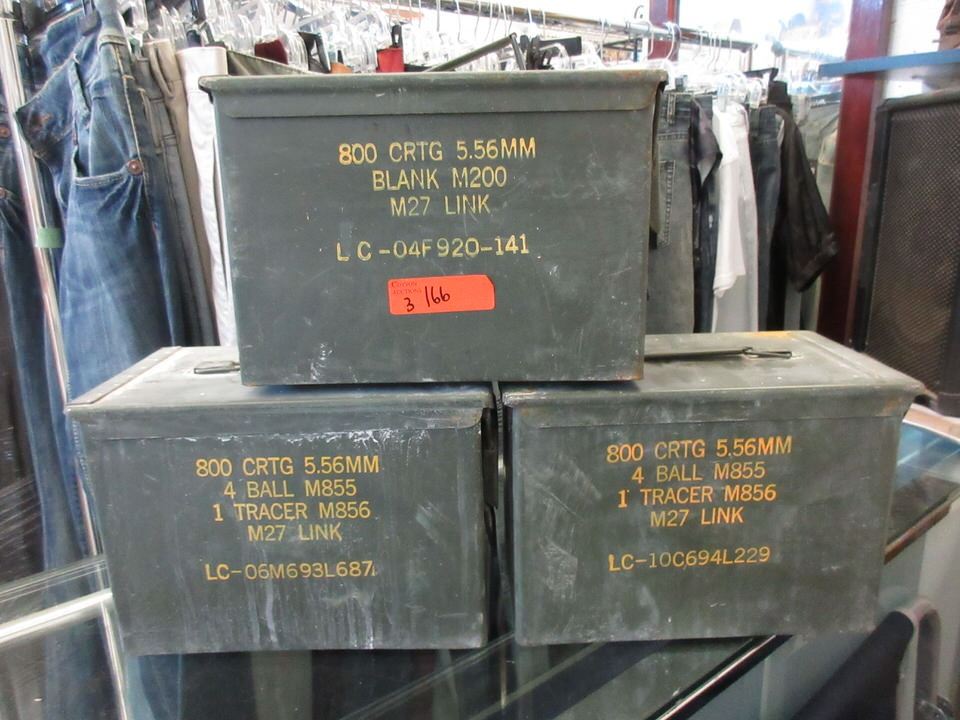 800 CRTG 5.56MM
BLANK M200
M27 LINK
LC-04F920-141
AUCTIONS
3 166
800 CRTG 5.56MM
4 BALL M855
1 TRACER M856
M27 LINK
LC-06M693L687
800 CRTG 5.56MM
4 BALL M855
1 TRACER M856
M27 LINK
LC-10C694L229